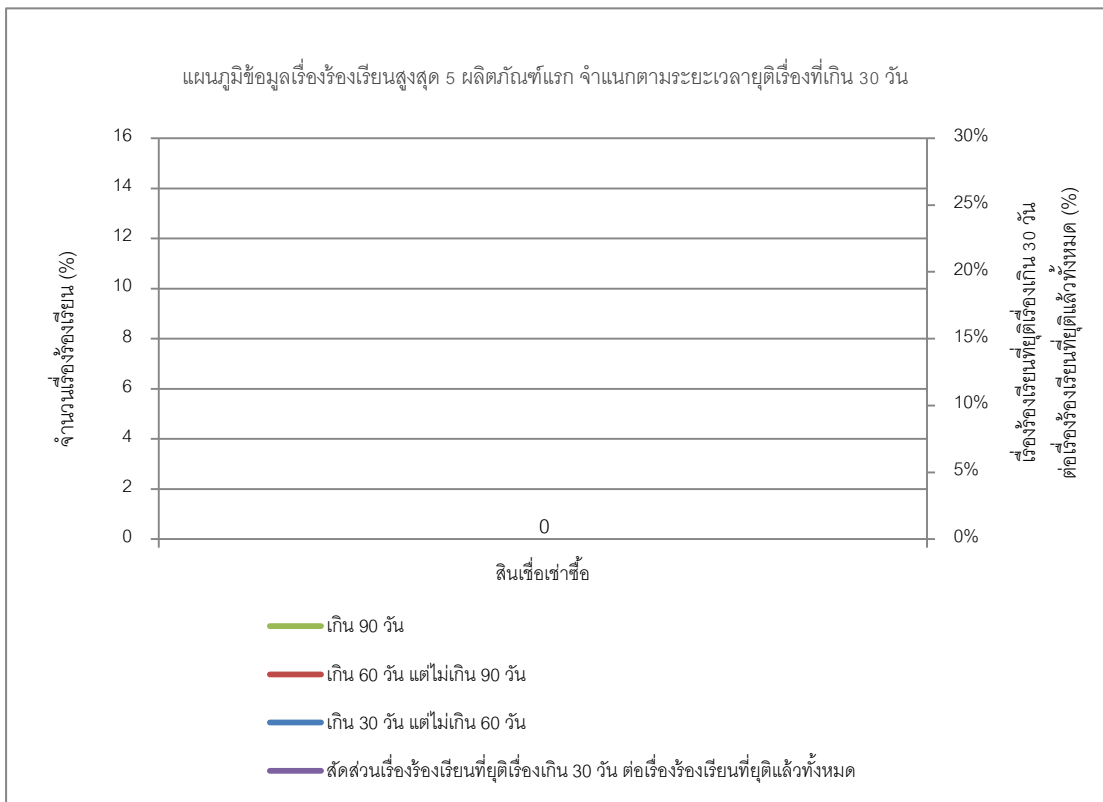 แผนภูมิข้อมูลเรื่องร้องเรียนสูงสุด 5 ผลิตภัณฑ์แรก จำแนกตามระยะเวลายุติเรื่องที่เกิน 30 วัน
จำนวนเรื่องร้องเรียน (%)
16
14
12
10
8
6
4
2
0
0
สินเชื่อเช่าซื้อ
30%
25%
20%
15%
10%
5%
0%
เรื่องร้องเรียนที่ยุติเรื่องเกิน 30 วัน
ต่อเรื่องร้องเรียนที่ยุติแล้วทั้งหมด (%)
เกิน 90 วัน
เกิน 60 วัน แต่ไม่เกิน 90 วัน
เกิน 30 วัน แต่ไม่เกิน 60 วัน
สัดส่วนเรื่องร้องเรียนที่ยุติเรื่องเกิน 30 วัน ต่อเรื่องร้องเรียนที่ยุติแล้วทั้งหมด